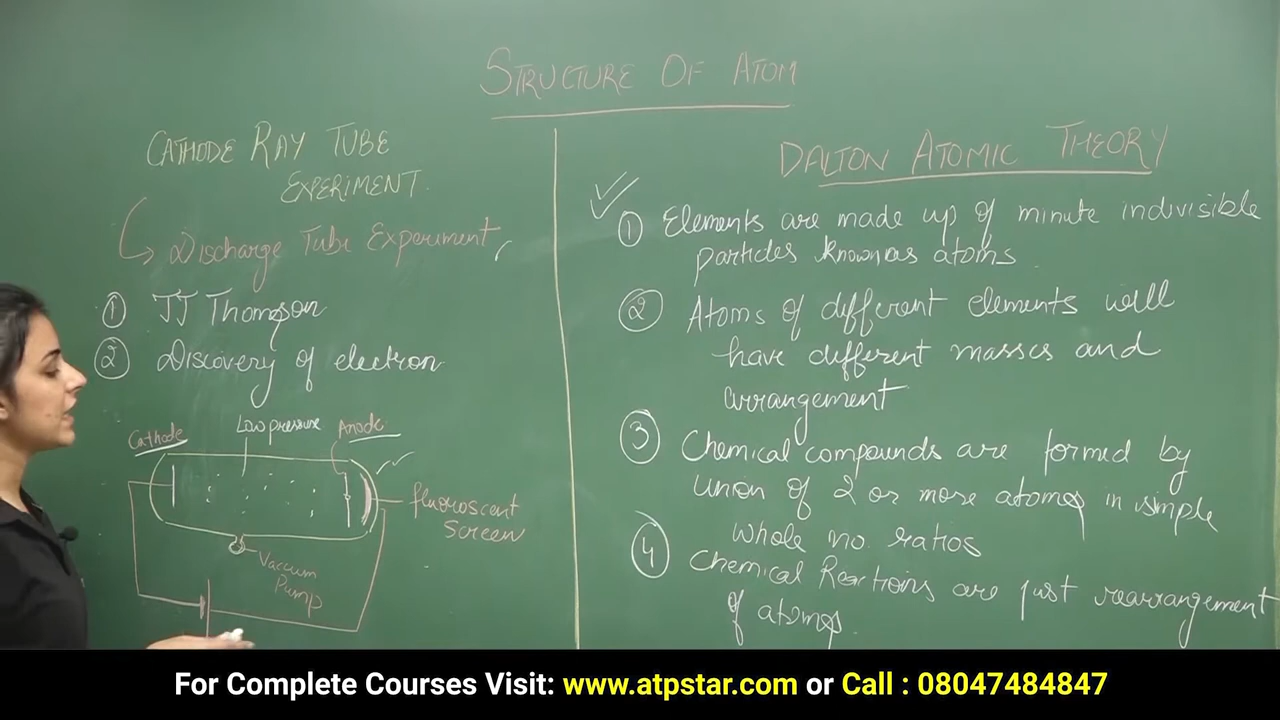 STRUCTURE OF ATOM
CATHODE RAY TUBE
EXPERIMENT.
Discharge Tube Experiment
① JJ Thomson
② Discovery of electron
Cathode
Low pressure
Anode
fluoroscent
Screen
Vaccum
Pump
DALTON ATOMIC THEORY
① Elements are made up of minute indivisible
particles known as atoms.
② Atoms of different elements will
have different masses and
arrangement
③ Chemical compounds are formed by
union of 2 or more atoms in simple
whole no. ratios
④ Chemical Reactions are just rearrangement
of atoms.
For Complete Courses Visit: www.atpstar.com or Call : 08047484847